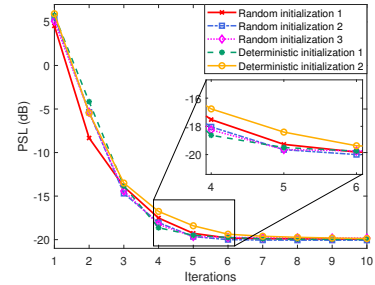 Random initialization 1
Random initialization 2
Random initialization 3
Deterministic initialization 1
Deterministic initialization 2
PSL (dB)
5
0
-5
-10
-15
-20
-16
-18
-20
4 5 6
1 2 3 4 5 6 7 8 9 10
Iterations